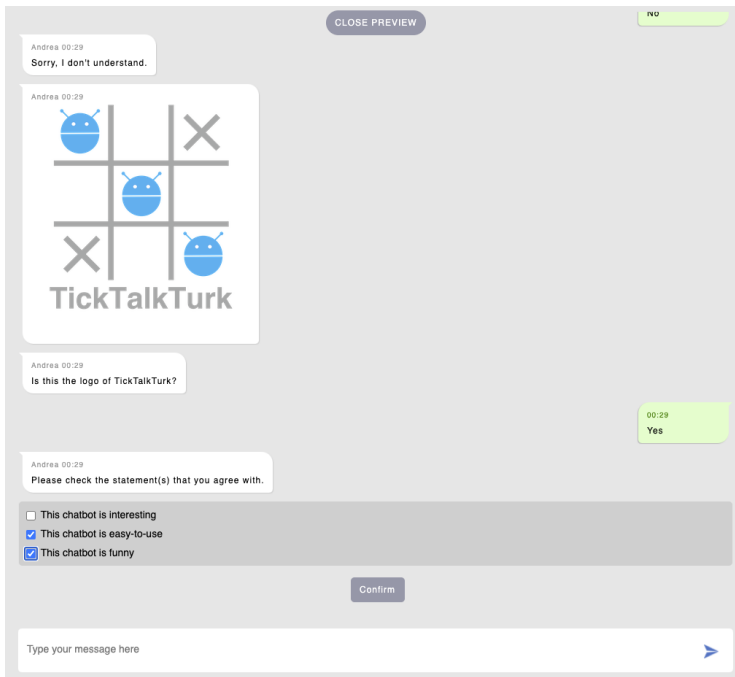 CLOSE PREVIEW
No
Andrea 00:29
Sorry, I don't understand.
Andrea 00:29
TickTalkTurk
Andrea 00:29
Is this the logo of TickTalkTurk?
00:29
Yes
Andrea 00:29
Please check the statement(s) that you agree with.
This chatbot is interesting
This chatbot is easy-to-use
This chatbot is funny
Confirm
Type your message here